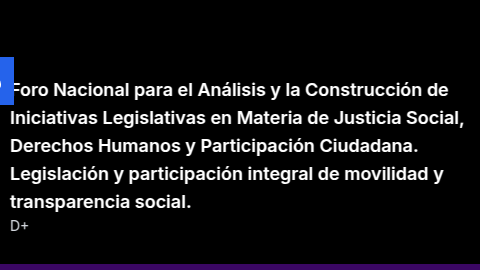 Foro Nacional para el Análisis y la Construcción de
Iniciativas Legislativas en Materia de Justicia Social,
Derechos Humanos y Participación Ciudadana.
Legislación y participación integral de movilidad y
transparencia social.
D+